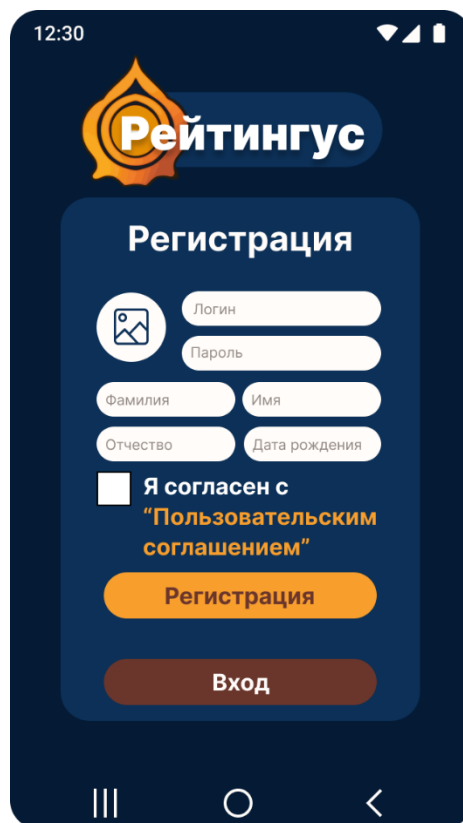 12:30
Рейтингус
Регистрация
Логин
Пароль
Фамилия
Имя
Отчество
Дата рождения
Я согласен с
“Пользовательским
соглашением”
Регистрация
Вход